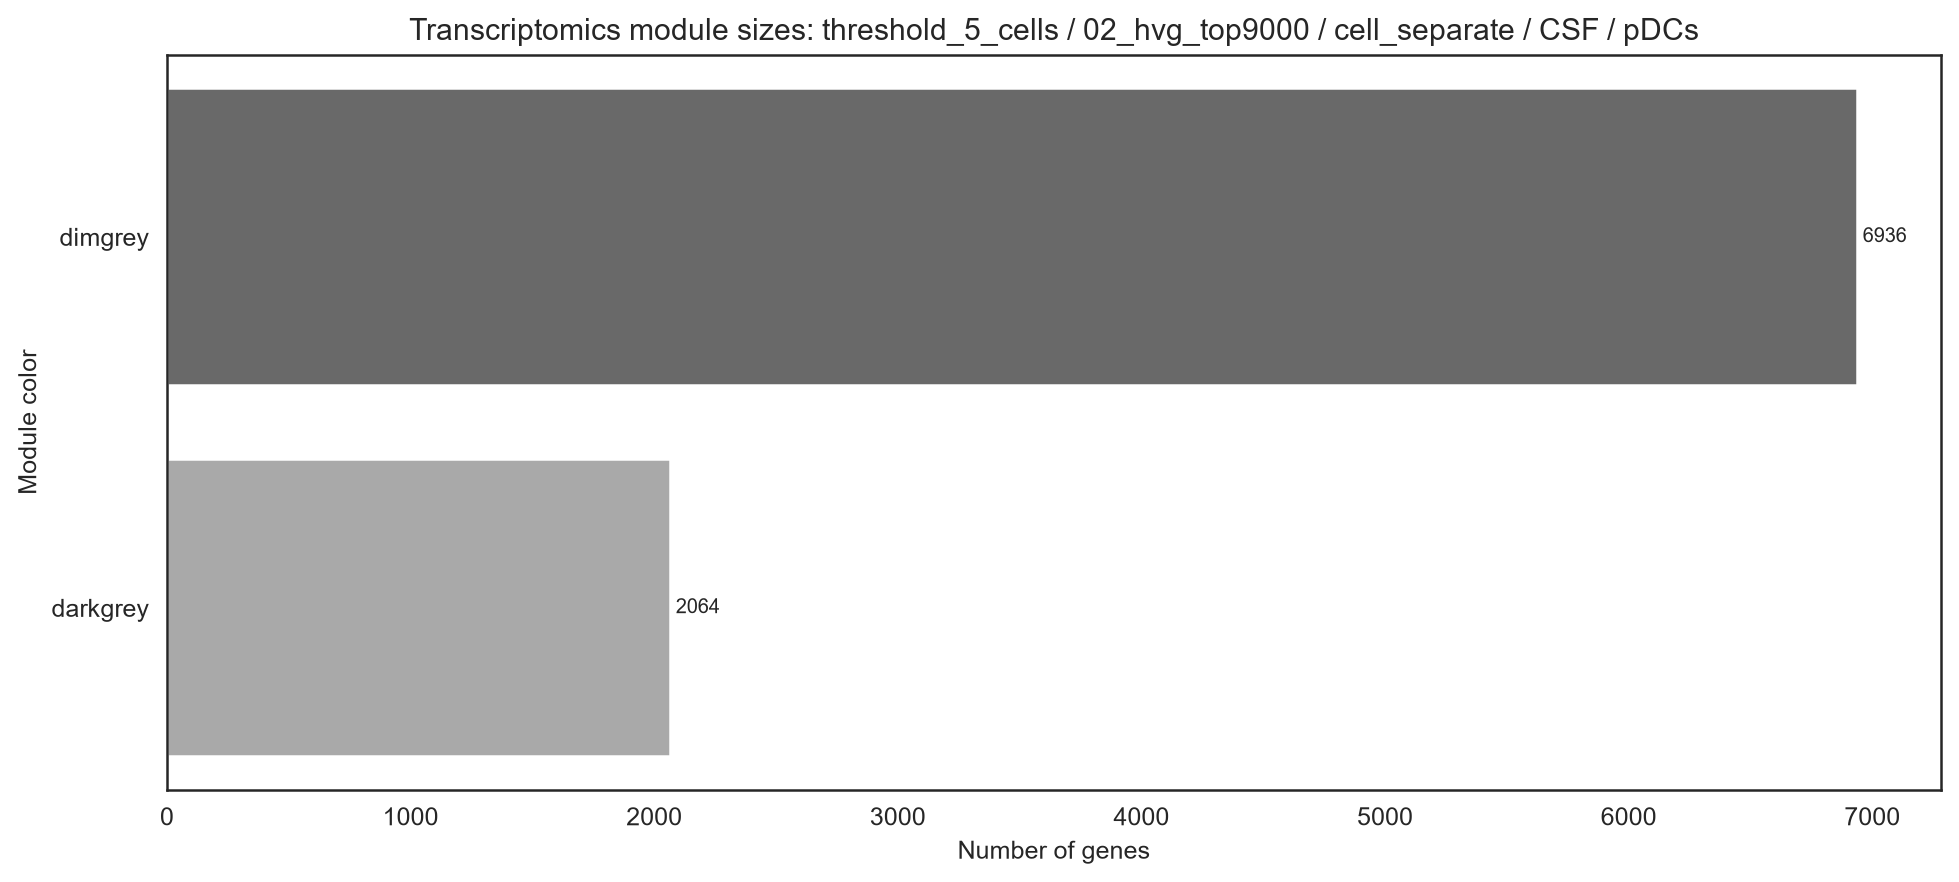 Transcriptomics module sizes: threshold_5_cells / 02_hvg_top9000 / cell_separate / CSF / pDCs
Module color
dimgrey
6936
darkgrey
2064
0 1000 2000 3000 4000 5000 6000 7000
Number of genes